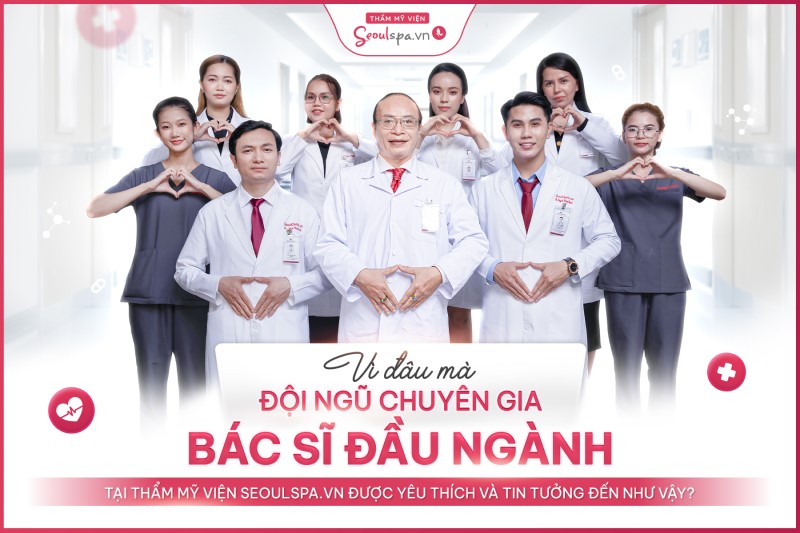 THẨM MỸ VIỆN
Seoulspa.vn
Vì đâu mà
ĐỘI NGŨ CHUYÊN GIA
BÁC SĨ ĐẦU NGÀNH
TẠI THẨM MỸ VIỆN SEOULSPA.VN ĐƯỢC YÊU THÍCH VÀ TIN TƯỞNG ĐẾN NHƯ VẬY?